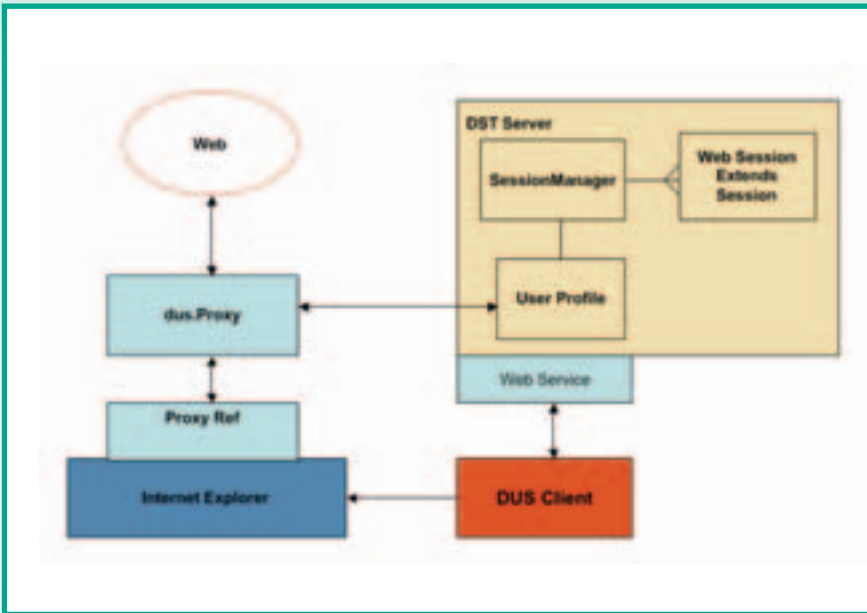 Web
DST Server
SessionManager
Web Session
Extends
Session
dus.Proxy
User Profile
Web Service
Proxy Ref
Internet Explorer
DUS Client